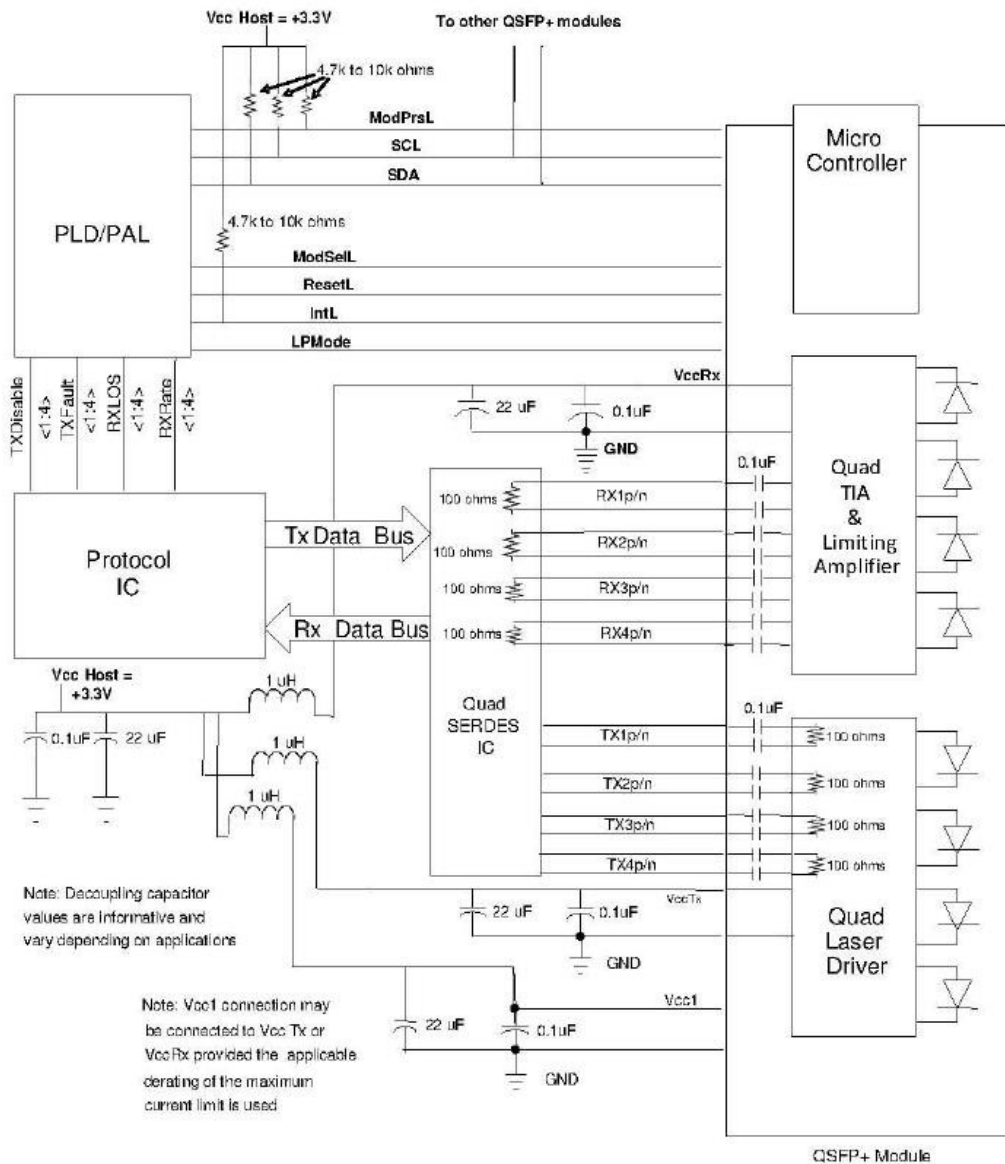 Vcc Host = +3.3V
To other QSFP+ modules
4.7k to 10k ohms
ModPrsL
SCL
SDA
Micro
Controller
PLD/PAL
4.7k to 10k ohms
ModSelL
ResetL
IntL
LPMode
TXDisable
<1:4>
TXFault
<1:4>
RXLOS
<1:4>
RXRate
<1:4>
VccRx
22 uF
0.1uF
GND
0.1uF
Quad
TIA
&
Limiting
Amplifier
100 ohms
RX1p/n
Tx Data Bus
100 ohms
RX2p/n
Protocol
IC
100 ohms
RX3p/n
Rx Data Bus
100 ohms
RX4p/n
Vcc Host =
+3.3V
1 uH
Quad
SERDES
IC
0.1uF
0.1uF
22 uF
1 uH
TX1p/n
100 ohms
1 uH
TX2p/n
100 ohms
TX3p/n
100 ohms
TX4p/n
100 ohms
Note: Decoupling capacitor
values are informative and
vary depending on applications
VccTx
22 uF
0.1uF
GND
Quad
Laser
Driver
Note: Vcc1 connection may
be connected to Vcc Tx or
VccRx provided the applicable
derating of the maximum
current limit is used
Vcc1
22 uF
0.1uF
GND
QSFP+ Module